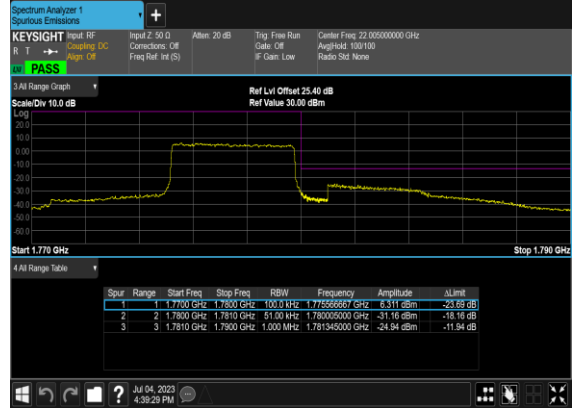 Spectrum Analyzer 1
Spurious Emissions
+
KEYSIGHT Input: RF Input Z: 50 Ω Atten: 20 dB Trig: Free Run Center Freq: 22.005000000 GHz
R T Coupling: DC Corrections: Off Gate: Off Avg|Hold: 100/100
Align: Off Freq Ref: Int (S) IF Gain: Low Radio Std: None
PASS
3 All Range Graph
Ref Lvl Offset 25.40 dB
Scale/Div 10.0 dB Ref Value 30.00 dBm
Log
20.0
10.0
0.00
-10.0
-20.0
-30.0
-40.0
-50.0
-60.0
Start 1.770 GHz Stop 1.790 GHz
4 All Range Table
Spur Range Start Freq Stop Freq RBW Frequency Amplitude ΔLimit
1 1 1.7700 GHz 1.7800 GHz 100.0 kHz 1.775566667 GHz 6.311 dBm -23.69 dB
2 2 1.7800 GHz 1.7810 GHz 51.00 kHz 1.780005000 GHz -31.16 dBm -18.16 dB
3 3 1.7810 GHz 1.7900 GHz 1.000 MHz 1.781345000 GHz -24.94 dBm -11.94 dB
?
Jul 04, 2023
4:39:29 PM